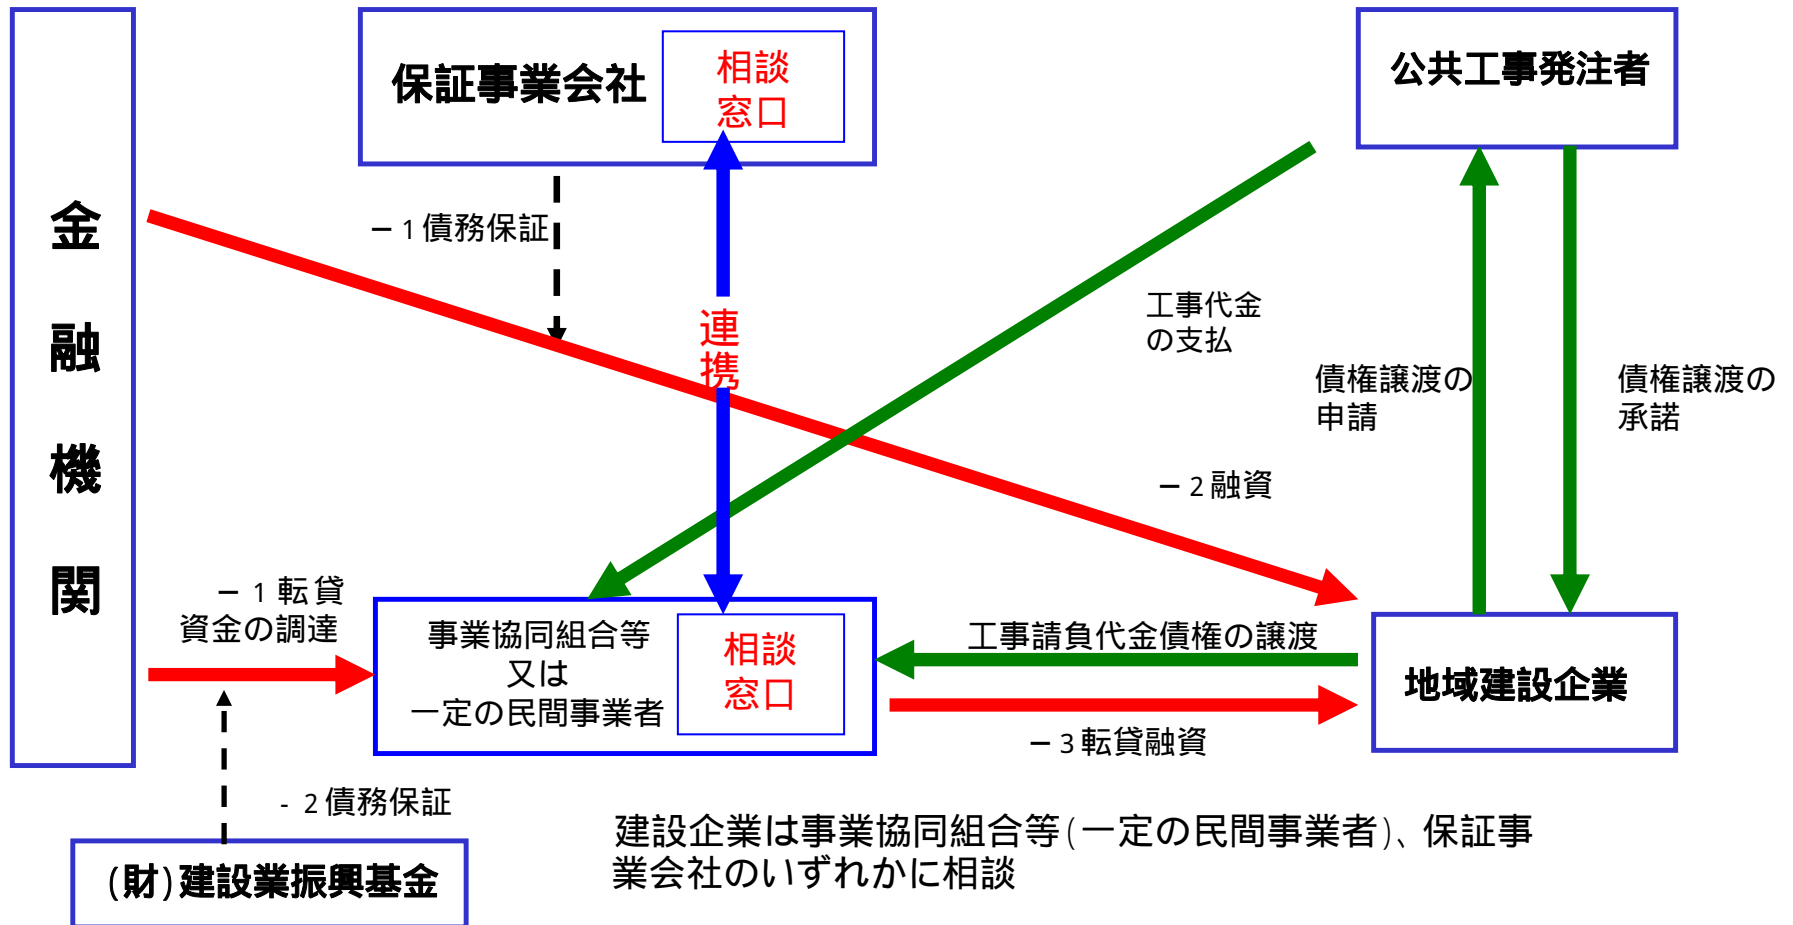 金融機関
保証事業会社
相談
窓口
公共工事発注者
－1債務保証
連
携
工事代金
の支払
債権譲渡の
申請
債権譲渡の
承諾
－2融資
－1転貸
資金の調達
事業協同組合等
又は
一定の民間事業者
相談
窓口
工事請負代金債権の譲渡
地域建設企業
－3転貸融資
-2債務保証
(財)建設業振興基金
建設企業は事業協同組合等(一定の民間事業者)、保証事
業会社のいずれかに相談